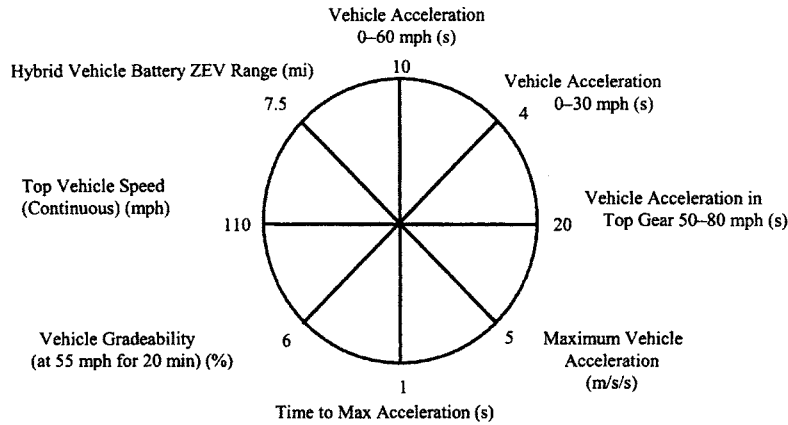 Vehicle Acceleration
0–60 mph (s)
10
Hybrid Vehicle Battery ZEV Range (mi)
7.5
Vehicle Acceleration
0–30 mph (s)
4
Top Vehicle Speed
(Continuous) (mph)
110
Vehicle Acceleration in
Top Gear 50–80 mph (s)
20
Vehicle Gradeability
(at 55 mph for 20 min) (%)
6
Maximum Vehicle
Acceleration
(m/s/s)
5
1
Time to Max Acceleration (s)